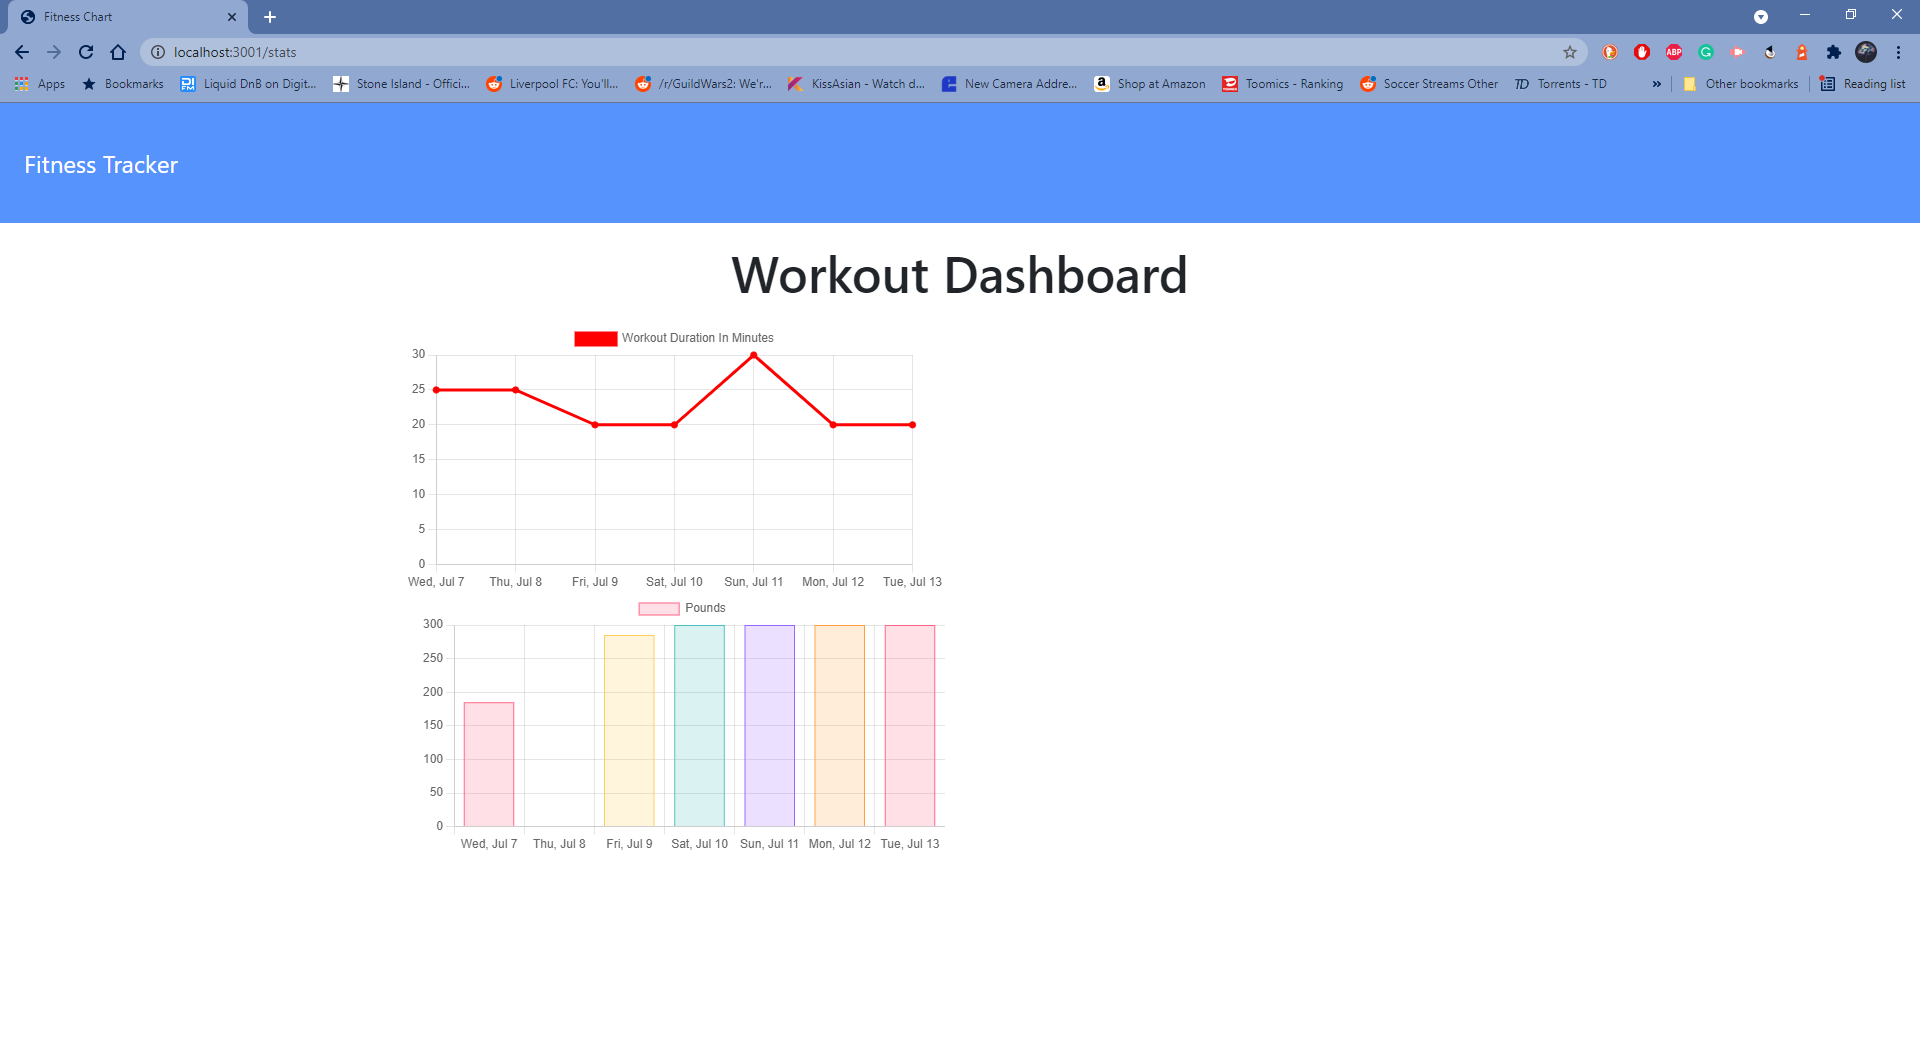 Fitness Chart
localhost:3001/stats
Apps Bookmarks Liquid DnB on Digit... Stone Island - Offici... Liverpool FC: You'll... /r/GuildWars2: We'r... KissAsian - Watch d... New Camera Addre... Shop at Amazon Toomics - Ranking Soccer Streams Other TD Torrents - TD » Other bookmarks Reading list
Fitness Tracker
Workout Dashboard
Workout Duration In Minutes
30
25
20
15
10
5
0
Wed, Jul 7 Thu, Jul 8 Fri, Jul 9 Sat, Jul 10 Sun, Jul 11 Mon, Jul 12 Tue, Jul 13
Pounds
300
250
200
150
100
50
0
Wed, Jul 7 Thu, Jul 8 Fri, Jul 9 Sat, Jul 10 Sun, Jul 11 Mon, Jul 12 Tue, Jul 13